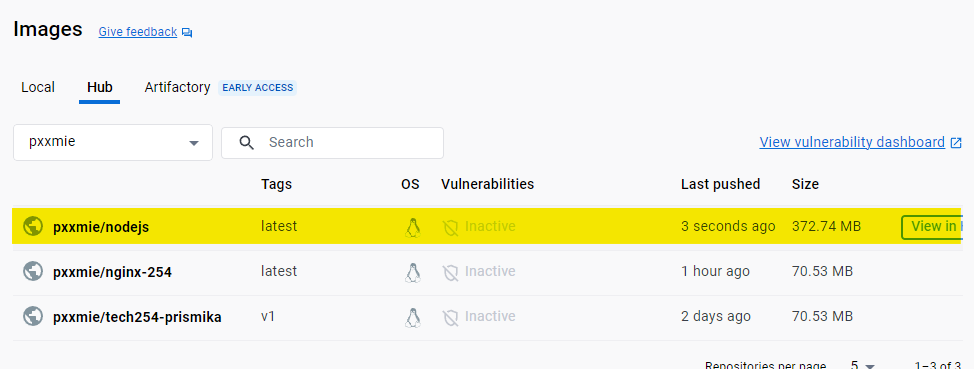 Images Give feedback
Local Hub Artifactory EARLY ACCESS
pxxmie Search View vulnerability dashboard
Tags OS Vulnerabilities Last pushed Size
pxxmie/nodejs latest Inactive 3 seconds ago 372.74 MB View in
pxxmie/nginx-254 latest Inactive 1 hour ago 70.53 MB
pxxmie/tech254-prismika v1 Inactive 2 days ago 70.53 MB
Repositories per page 5 1–3 of 3